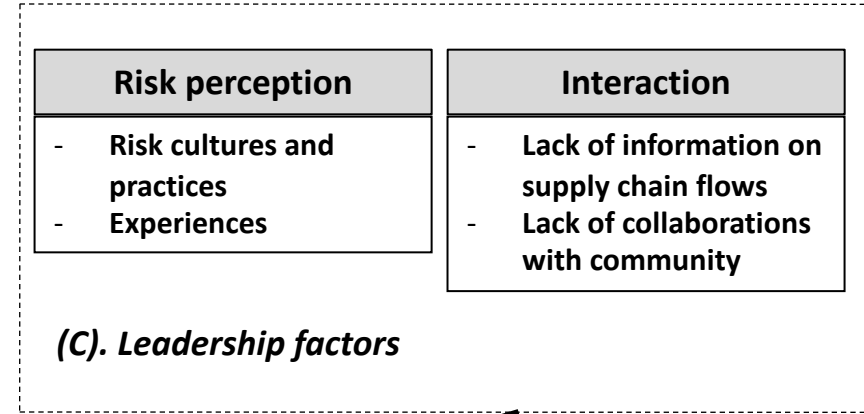 Risk perception
- Risk cultures and
practices
- Experiences
Interaction
- Lack of information on
supply chain flows
- Lack of collaborations
with community
(C). Leadership factors